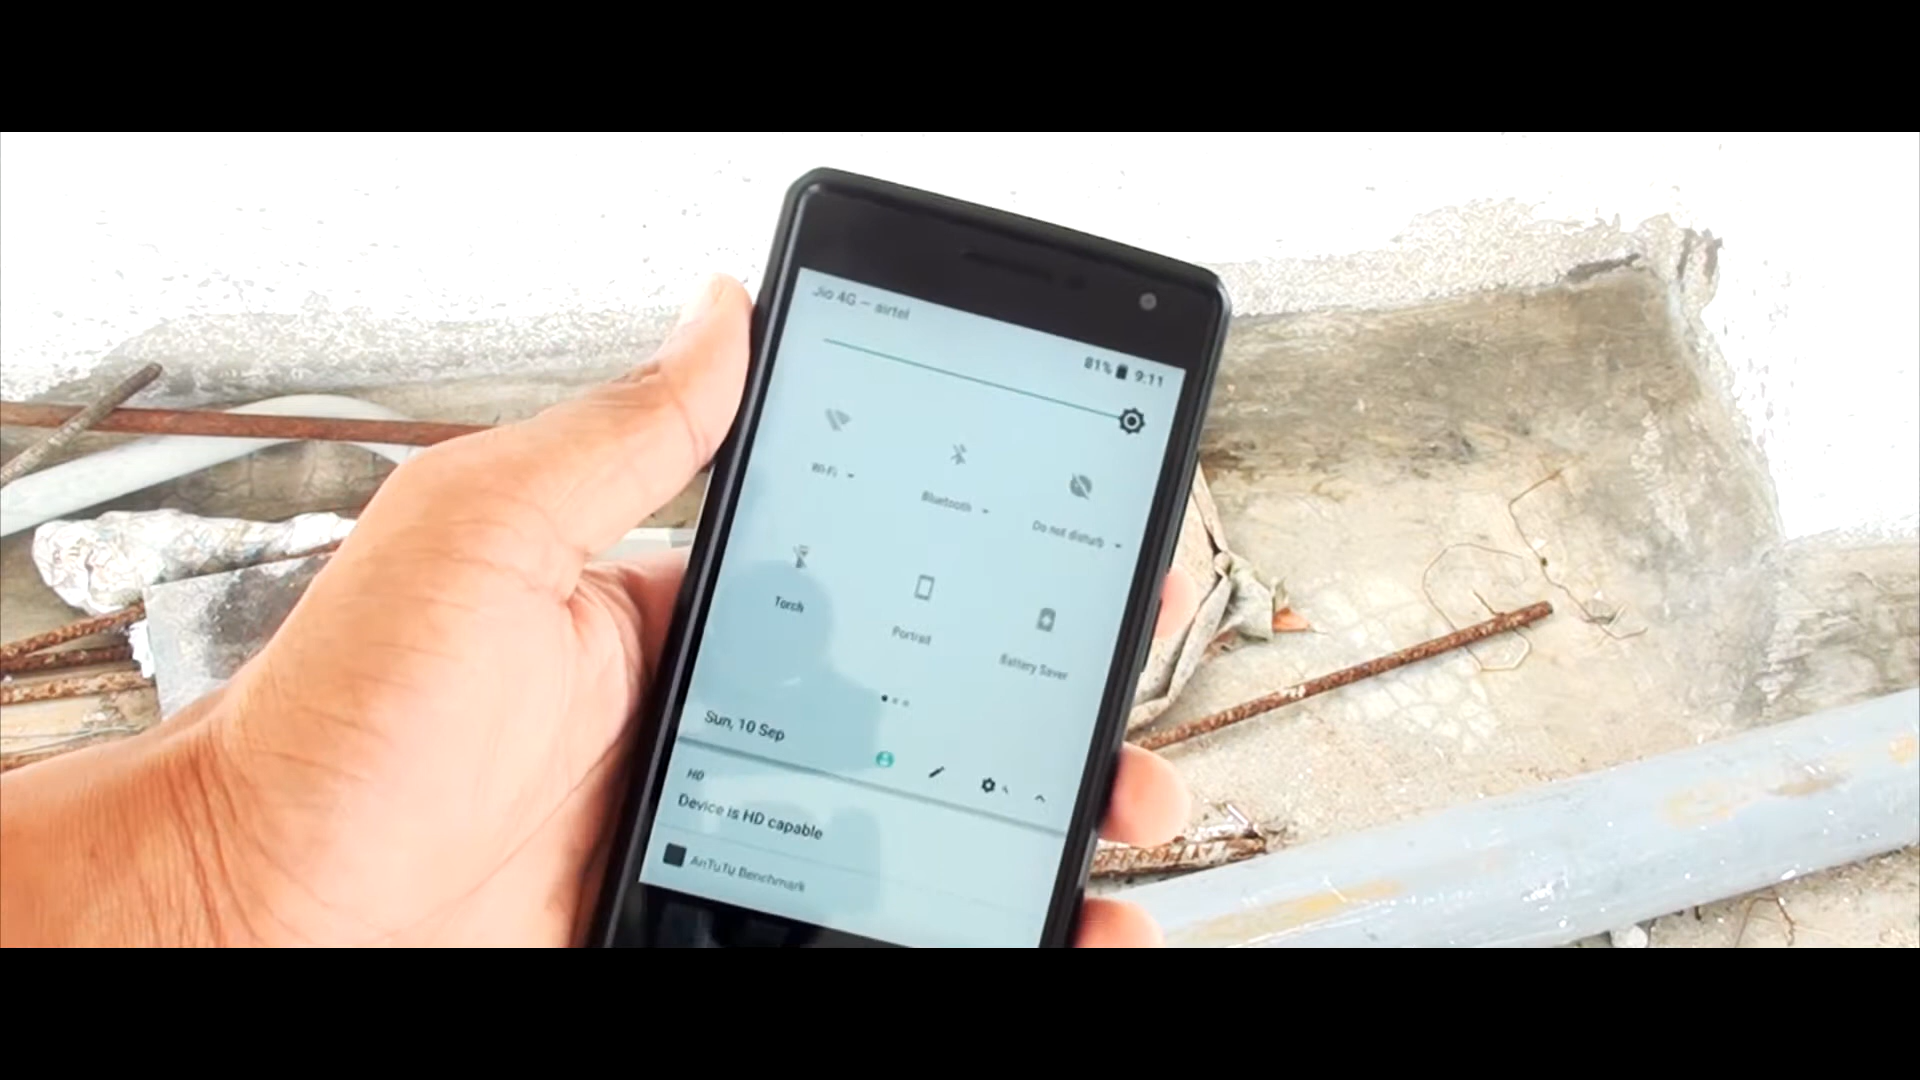 Jio 4G — airtel
81% 9:11
Wi-Fi
Bluetooth
Do not disturb
Torch
Portrait
Battery Saver
Sun, 10 Sep
HD
Device is HD capable
AnTuTu Benchmark